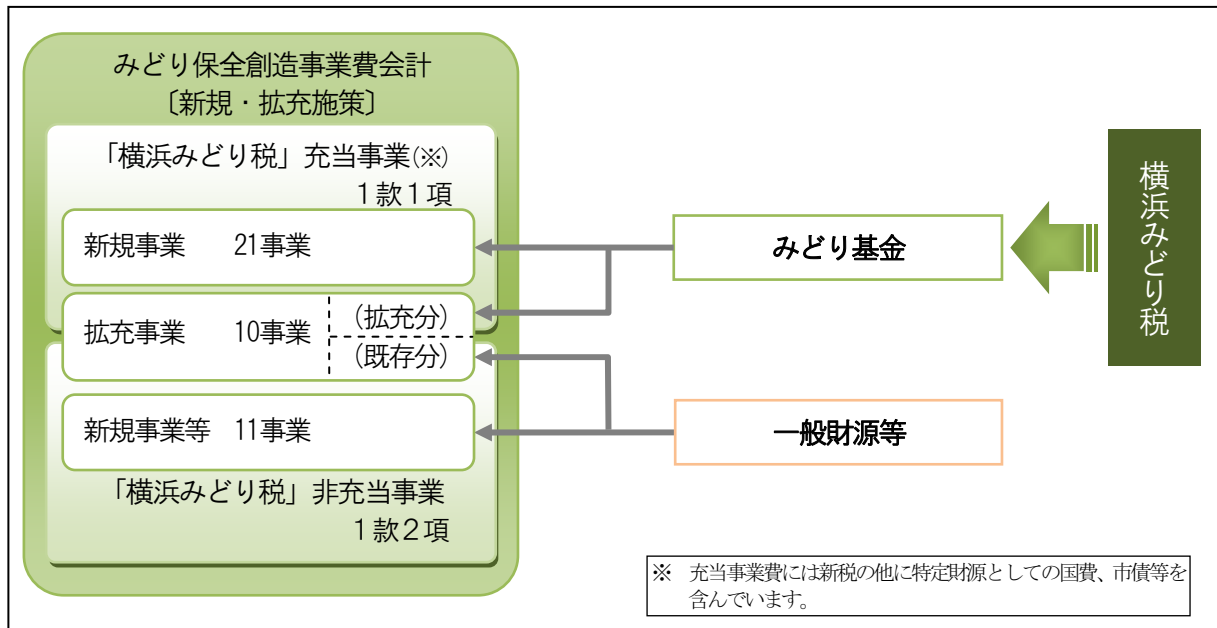 みどり保全創造事業費会計
〔新規・拡充施策〕
「横浜みどり税」充当事業(※)
1款1項
新規事業 21事業
拡充事業 10事業
(拡充分)
(既存分)
新規事業等 11事業
「横浜みどり税」非充当事業
1款2項
みどり基金
一般財源等
横浜みどり税
※ 充当事業費には新税の他に特定財源としての国費、市債等を
含んでいます。